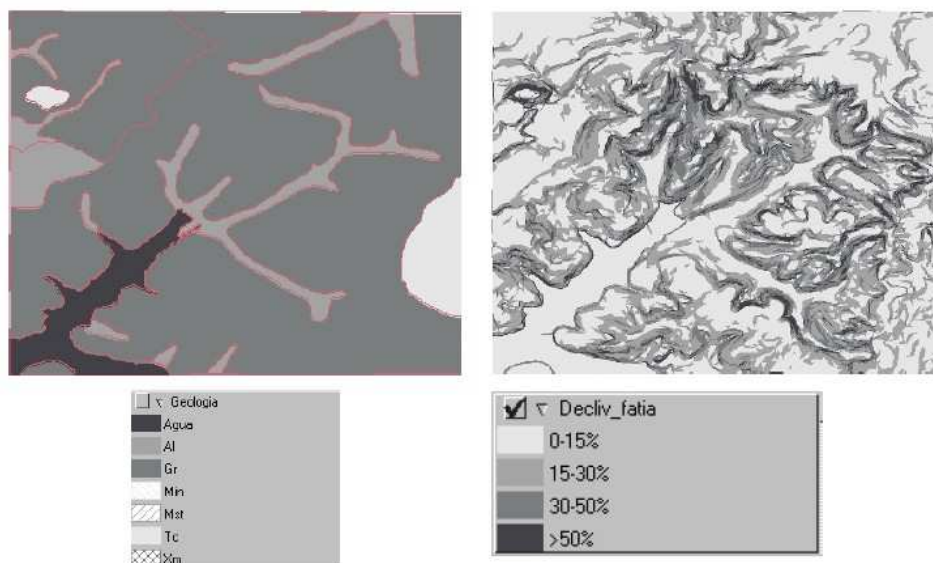 Geologia
Agua
Al
Gr
Min
Mst
Tc
Xm
Decliv_fatia
0-15%
15-30%
30-50%
>50%